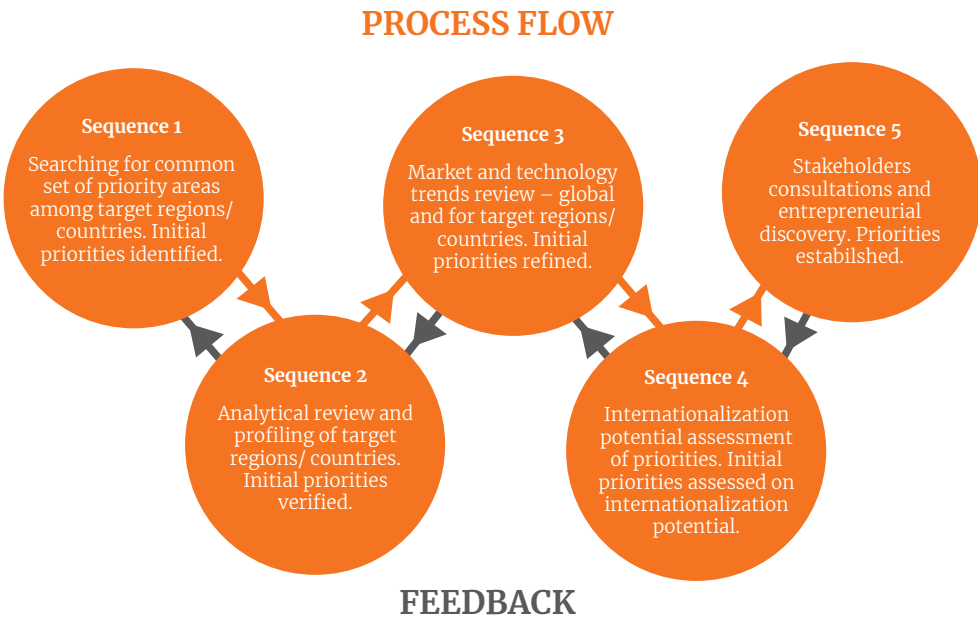 PROCESS FLOW
Sequence 1
Searching for common
set of priority areas
among target regions/
countries. Initial
priorities identified.
Sequence 2
Analytical review and
profiling of target
regions/ countries.
Initial priorities
verified.
Sequence 3
Market and technology
trends review – global
and for target regions/
countries. Initial
priorities refined.
Sequence 4
Internationalization
potential assessment
of priorities. Initial
priorities assessed on
internationalization
potential.
Sequence 5
Stakeholders
consultations and
entrepreneurial
discovery. Priorities
estabilshed.
FEEDBACK